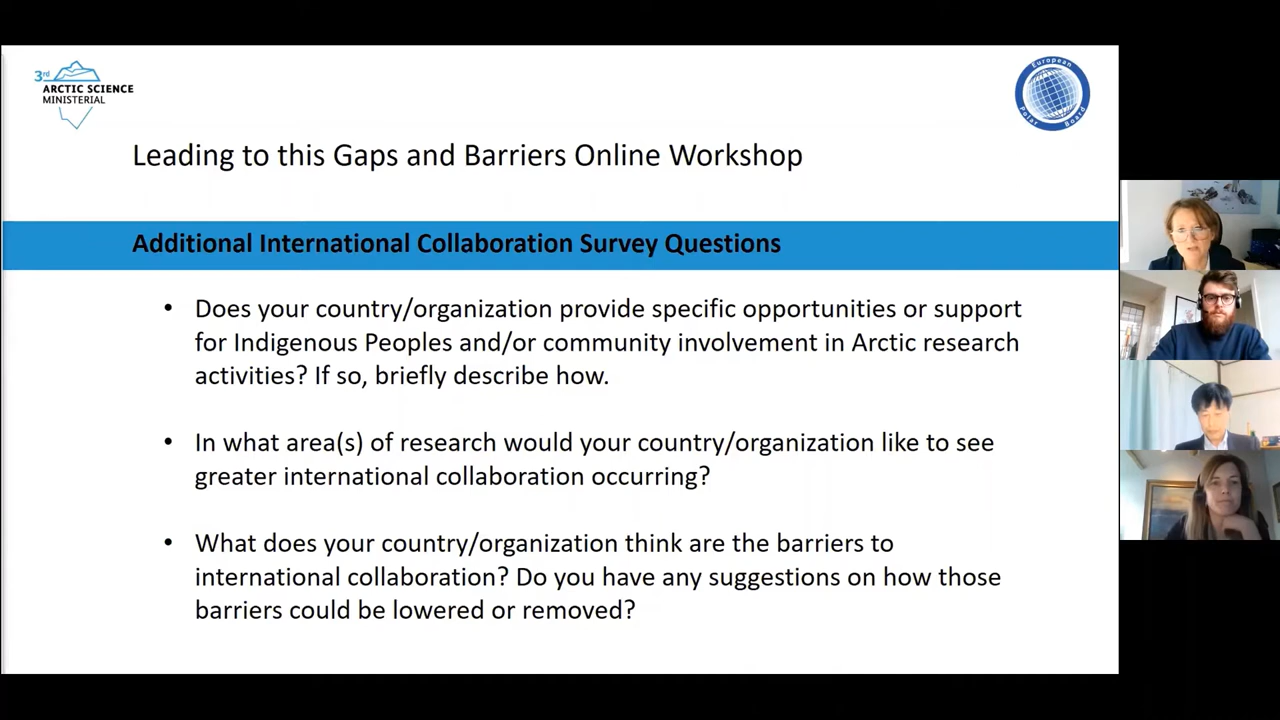 3rd
ARCTIC SCIENCE
MINISTERIAL
European
Polar Board
Leading to this Gaps and Barriers Online Workshop
Additional International Collaboration Survey Questions
• Does your country/organization provide specific opportunities or support
for Indigenous Peoples and/or community involvement in Arctic research
activities? If so, briefly describe how.
• In what area(s) of research would your country/organization like to see
greater international collaboration occurring?
• What does your country/organization think are the barriers to
international collaboration? Do you have any suggestions on how those
barriers could be lowered or removed?